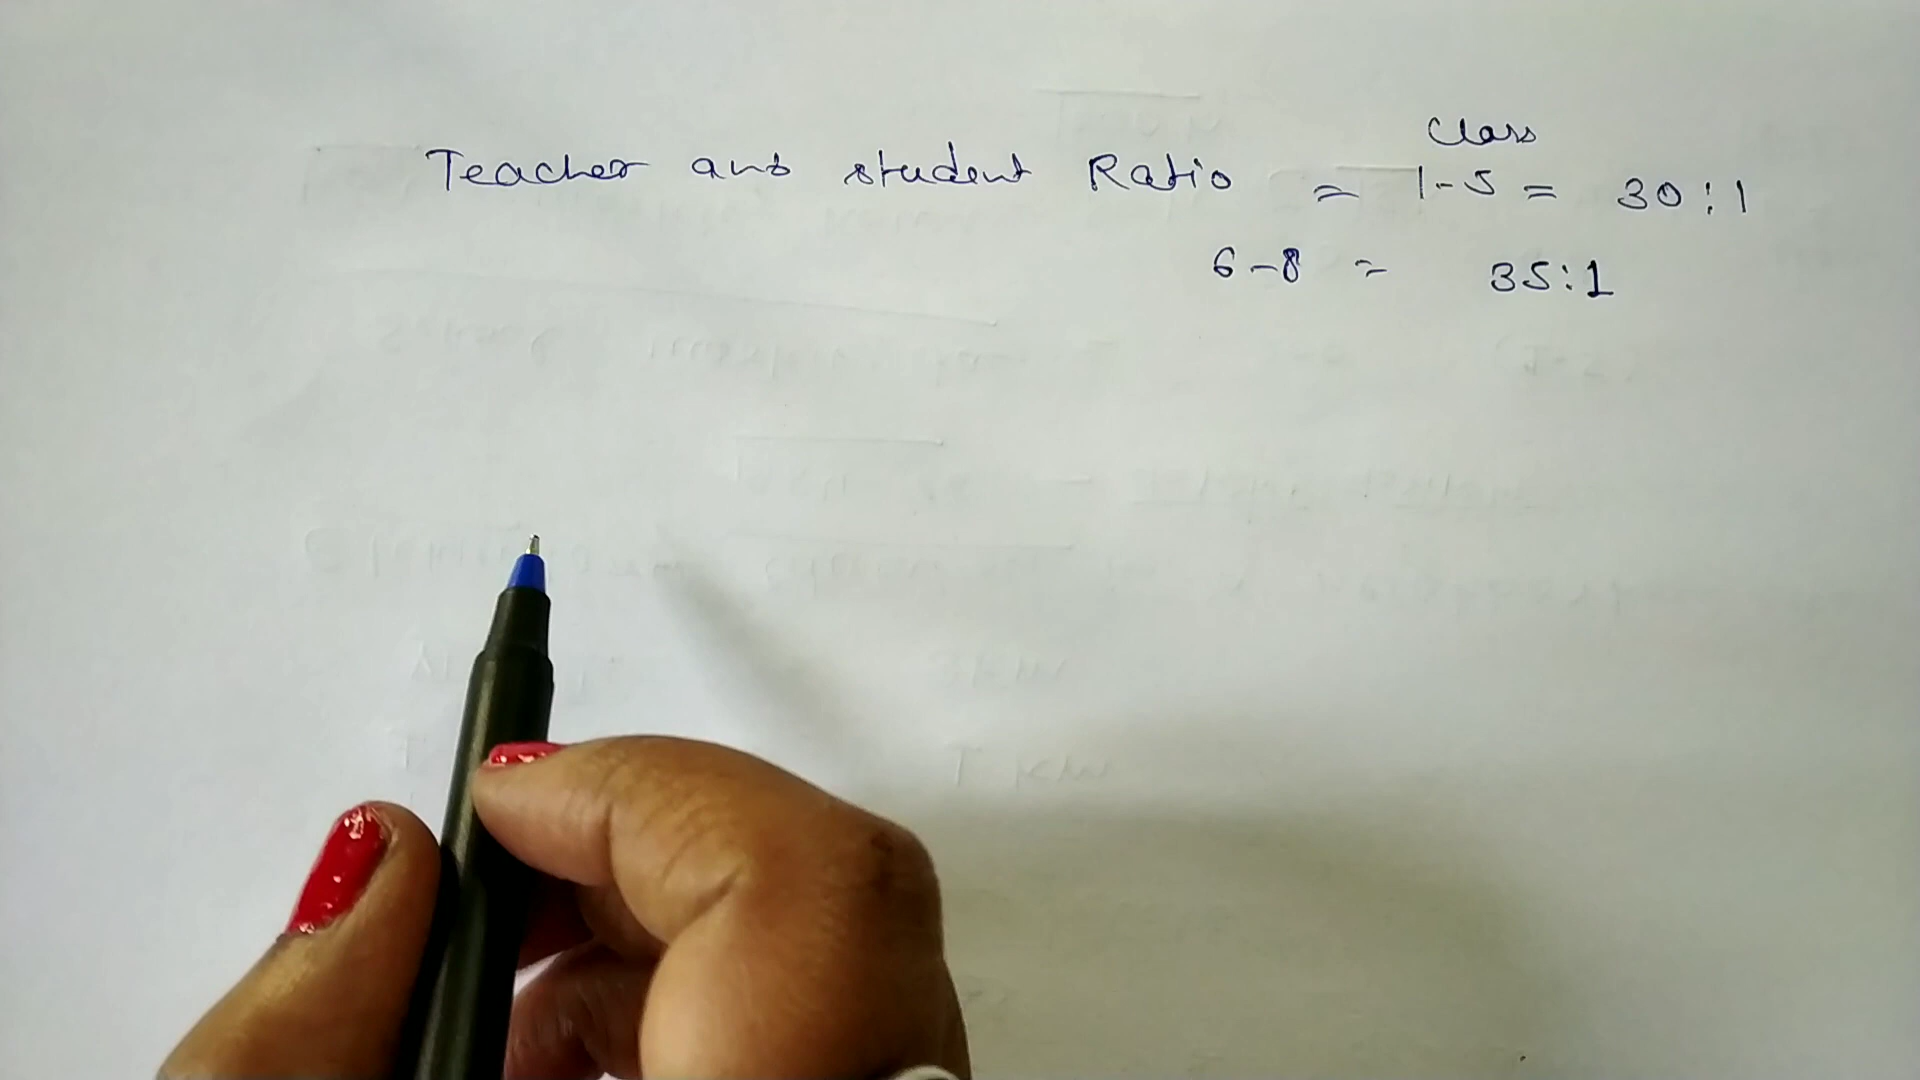 Class
Teacher and student Ratio = 1-5 = 30:1
6-8 = 35:1